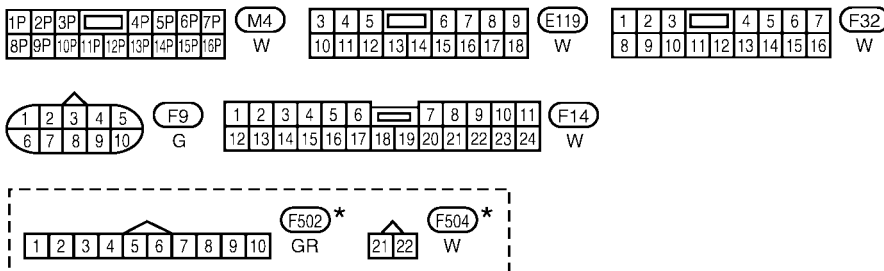 1P 2P 3P 4P 5P 6P 7P M4
8P 9P 10P 11P 12P 13P 14P 15P 16P W
3 4 5 6 7 8 9 E119
10 11 12 13 14 15 16 17 18 W
1 2 3 4 5 6 7 F32
8 9 10 11 12 13 14 15 16 W
1 2 3 4 5 F9
6 7 8 9 10 G
1 2 3 4 5 6 7 8 9 10 11 F14
12 13 14 15 16 17 18 19 20 21 22 23 24 W
1 2 3 4 5 6 7 8 9 10 F502 *
GR
21 22 F504 *
W